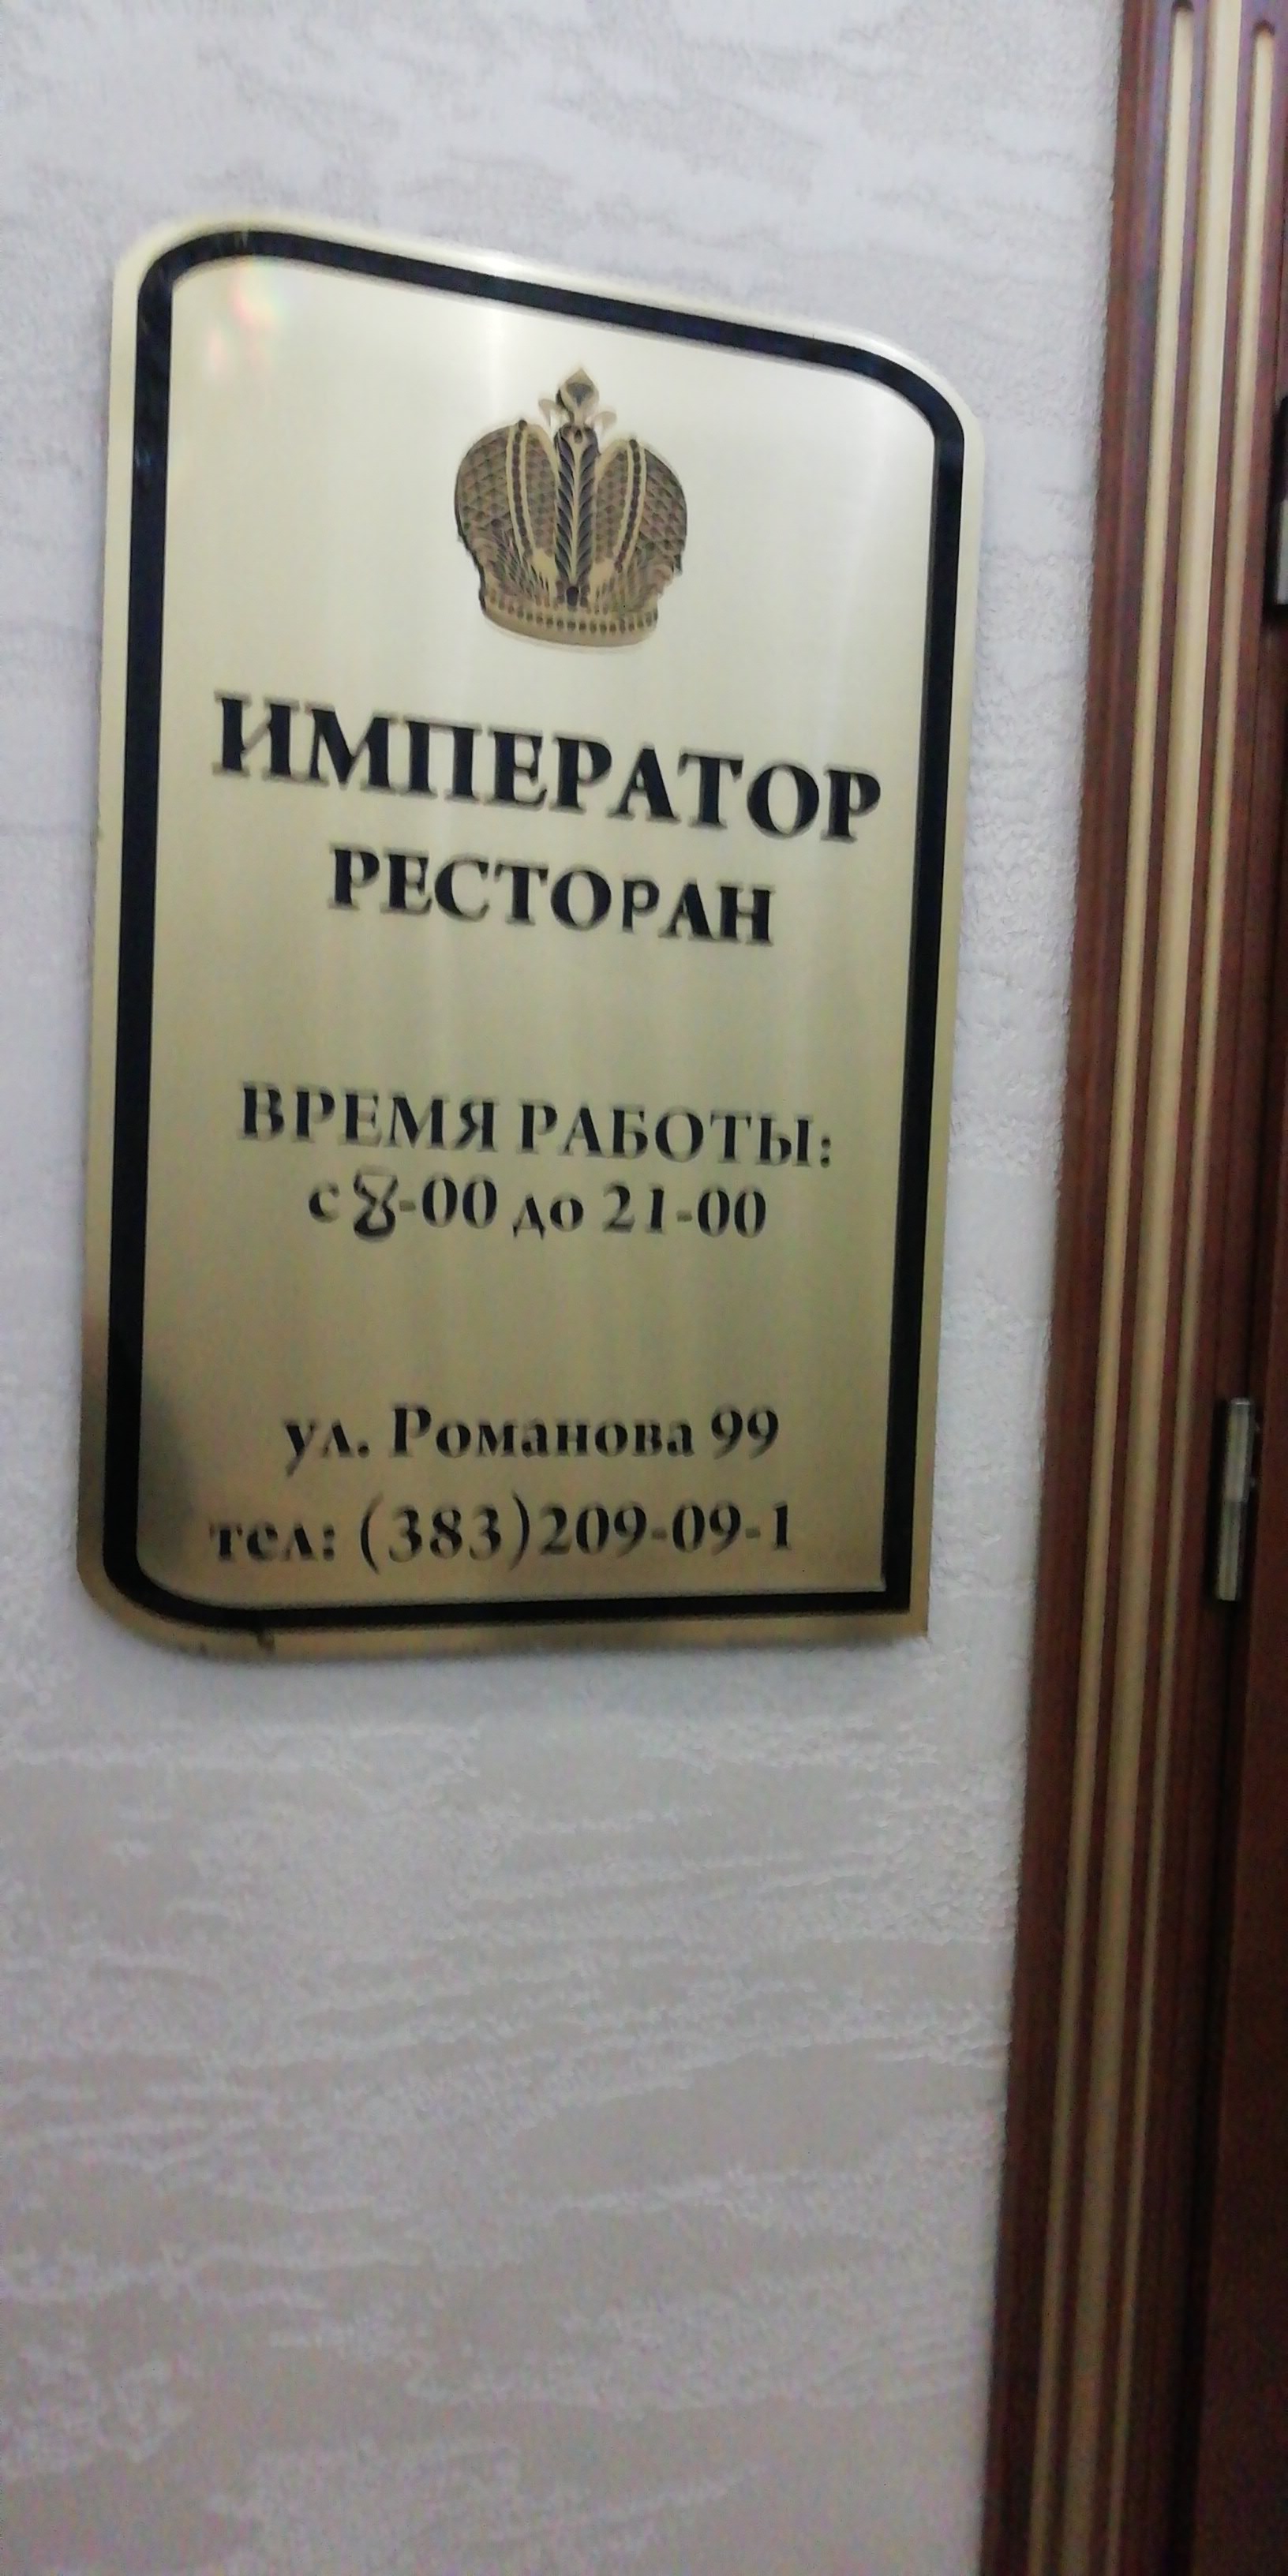 ИМПЕРАТОР
РЕСТОРАН
ВРЕМЯ РАБОТЫ:
с 8-00 до 21-00
ул. Романова 99
тел: (383)209-09-1